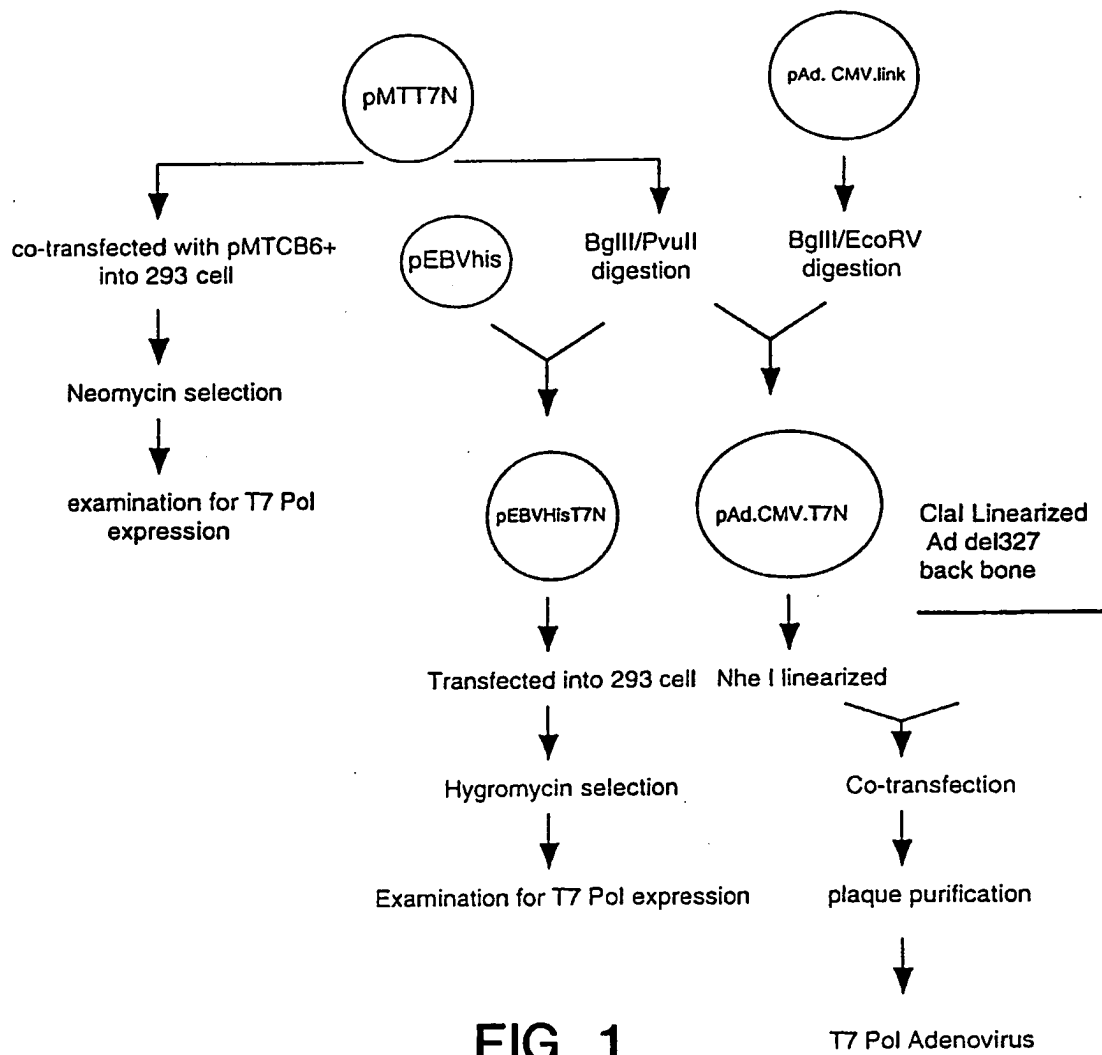 pMTT7N
pAd. CMV.link
co-transfected with pMTCB6+
into 293 cell
pEBVhis
BglII/PvuII
digestion
BglII/EcoRV
digestion
Neomycin selection
examination for T7 Pol
expression
pEBVHisT7N
pAd.CMV.T7N
ClaI Linearized
Ad del327
back bone
Transfected into 293 cell
Nhe I linearized
Hygromycin selection
Co-transfection
Examination for T7 Pol expression
plaque purification
FIG. 1
T7 Pol Adenovirus